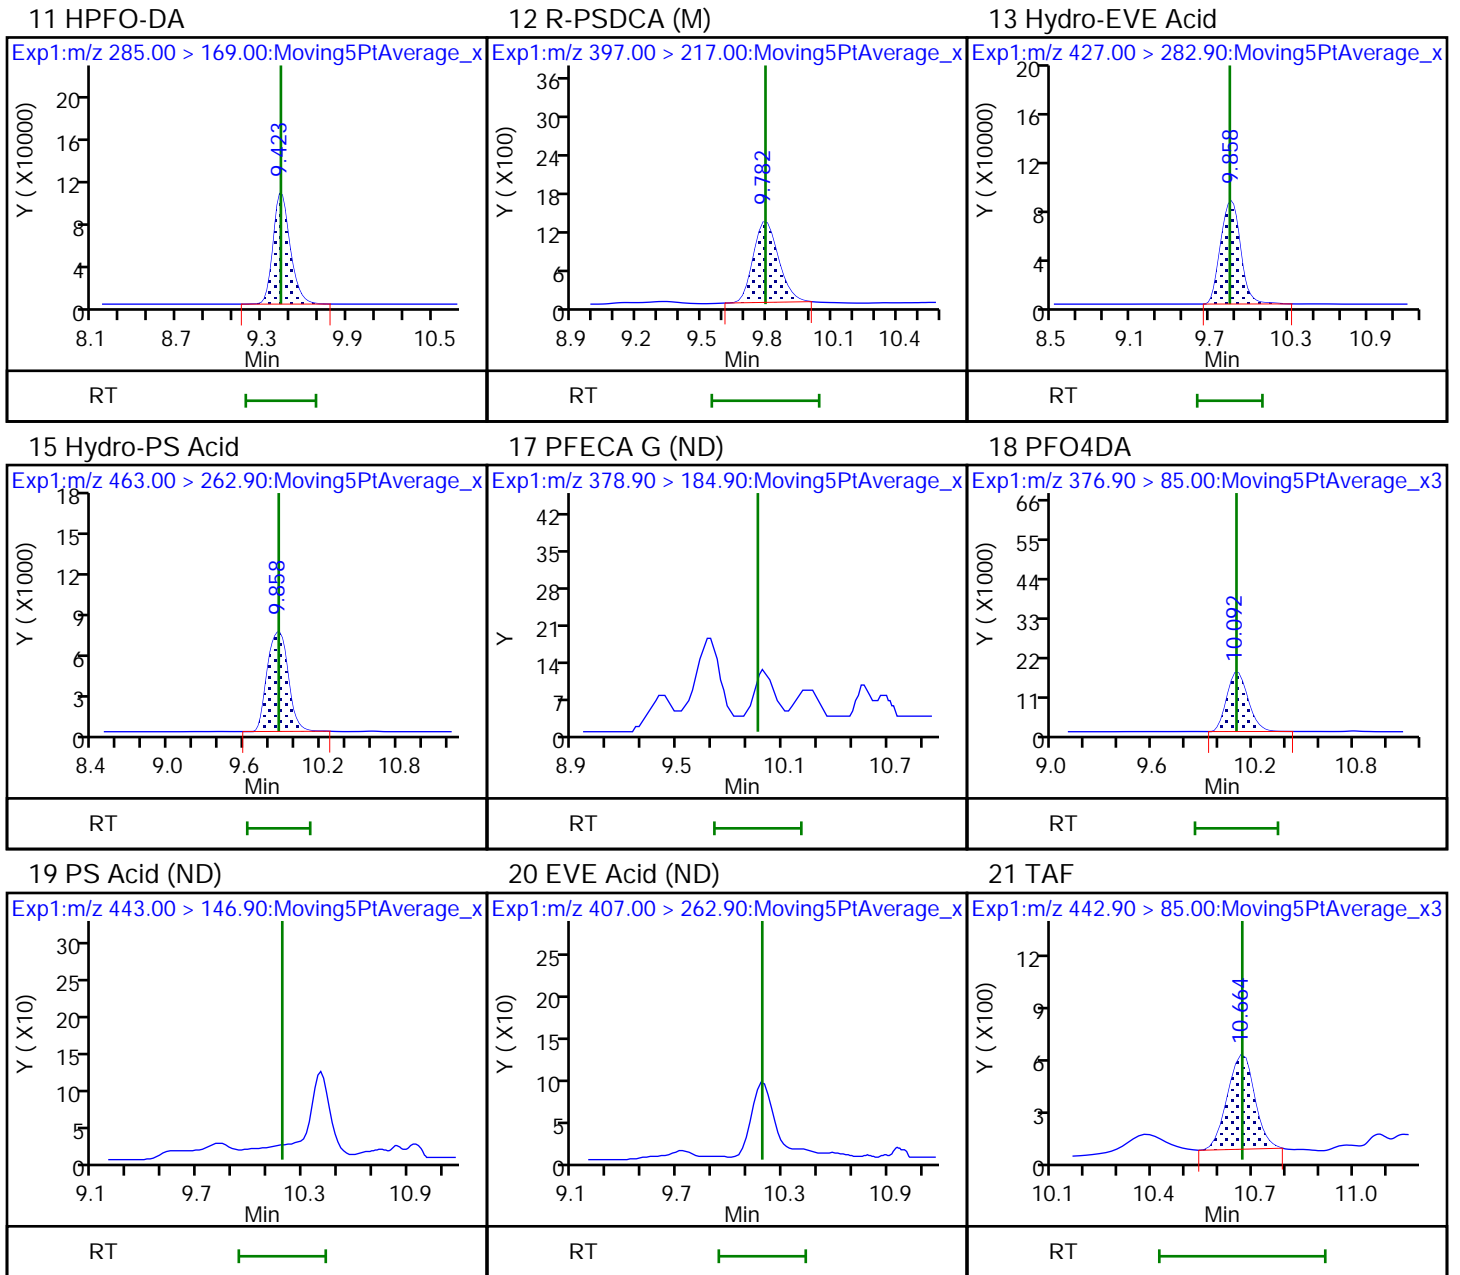 11 HPFO-DA
Exp1:m/z 285.00 > 169.00:Moving5PtAverage_x
Y ( X10000)
20
16
12
8
4
0
9.423
8.1 8.7 9.3 9.9 10.5
Min
RT
12 R-PSDCA (M)
Exp1:m/z 397.00 > 217.00:Moving5PtAverage_x
Y ( X100)
36
30
24
18
12
6
0
9.782
8.9 9.2 9.5 9.8 10.1 10.4
Min
RT
13 Hydro-EVE Acid
Exp1:m/z 427.00 > 282.90:Moving5PtAverage_x
Y ( X10000)
20
16
12
8
4
0
9.858
8.5 9.1 9.7 10.3 10.9
Min
RT
15 Hydro-PS Acid
Exp1:m/z 463.00 > 262.90:Moving5PtAverage_x
Y ( X1000)
18
15
12
9
6
3
0
9.858
8.4 9.0 9.6 10.2 10.8
Min
RT
17 PFECA G (ND)
Exp1:m/z 378.90 > 184.90:Moving5PtAverage_x
Y
42
35
28
21
14
7
0
8.9 9.5 10.1 10.7
Min
RT
18 PFO4DA
Exp1:m/z 376.90 > 85.00:Moving5PtAverage_x3
Y ( X1000)
66
55
44
33
22
11
0
10.092
9.0 9.6 10.2 10.8
Min
RT
19 PS Acid (ND)
Exp1:m/z 443.00 > 146.90:Moving5PtAverage_x
Y ( X10)
30
25
20
15
10
5
0
9.1 9.7 10.3 10.9
Min
RT
20 EVE Acid (ND)
Exp1:m/z 407.00 > 262.90:Moving5PtAverage_x
Y ( X10)
25
20
15
10
5
0
9.1 9.7 10.3 10.9
Min
RT
21 TAF
Exp1:m/z 442.90 > 85.00:Moving5PtAverage_x3
Y ( X100)
12
9
6
3
0
10.664
10.1 10.4 10.7 11.0
Min
RT